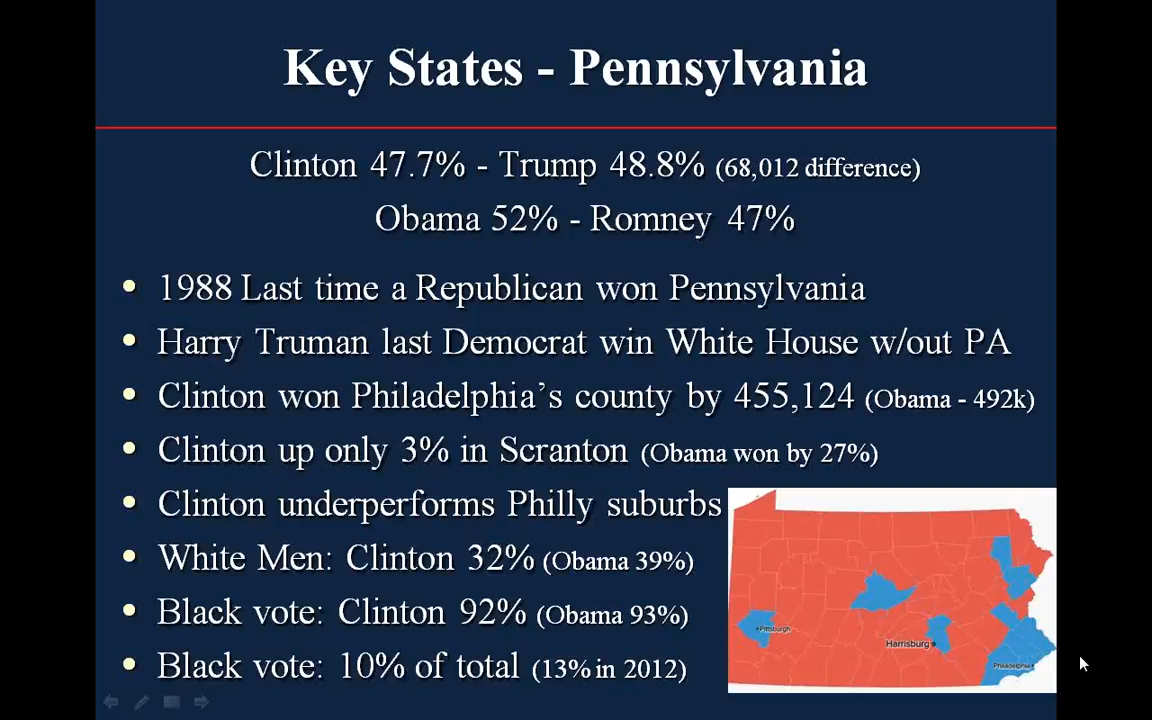 Key States - Pennsylvania
Clinton 47.7% - Trump 48.8% (68,012 difference)
Obama 52% - Romney 47%
• 1988 Last time a Republican won Pennsylvania
• Harry Truman last Democrat win White House w/out PA
• Clinton won Philadelphia’s county by 455,124 (Obama - 492k)
• Clinton up only 3% in Scranton (Obama won by 27%)
• Clinton underperforms Philly suburbs
• White Men: Clinton 32% (Obama 39%)
• Black vote: Clinton 92% (Obama 93%)
• Black vote: 10% of total (13% in 2012)
Pittsburgh
Harrisburg
Philadelphia